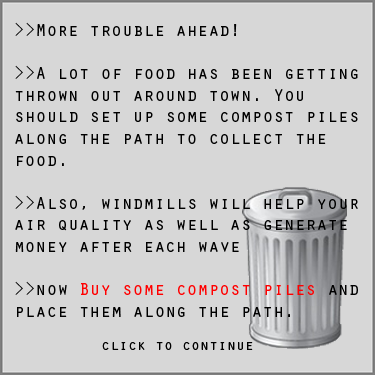 >>More trouble ahead!
>>A lot of food has been getting
thrown out around town. You
should set up some compost piles
along the path to collect the
food.
>>Also, windmills will help your
air quality as well as generate
money after each wave
>>now Buy some compost piles and
place them along the path.
click to continue